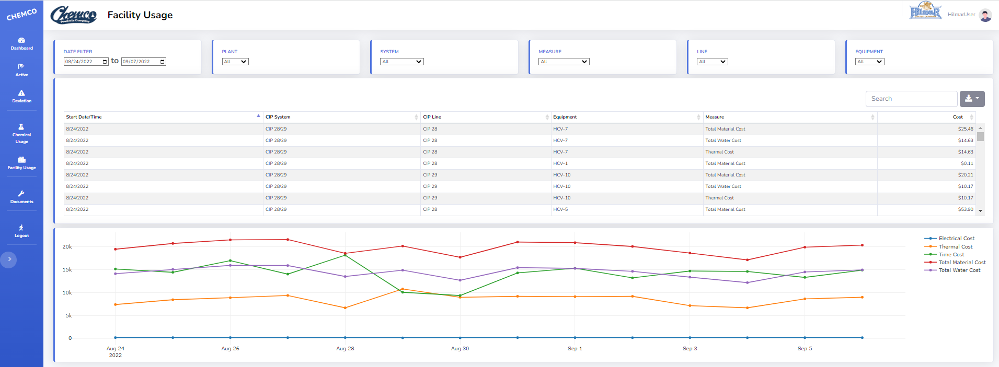 CHEMCO
Dashboard
Active
Deviation
Chemical
Usage
Facility Usage
Documents
Logout
Chemco
Products Company
Facility Usage
Hilmar
CHEESE COMPANY
HilmarUser
DATE FILTER
08/24/2022 to 09/07/2022
PLANT
All
SYSTEM
All
MEASURE
All
LINE
All
EQUIPMENT
All
Search
Start Date/Time CIP System CIP Line Equipment Measure Cost
8/24/2022 CIP 28/29 CIP 28 HCV-7 Total Material Cost $25.46
8/24/2022 CIP 28/29 CIP 28 HCV-7 Total Water Cost $14.63
8/24/2022 CIP 28/29 CIP 28 HCV-7 Thermal Cost $14.63
8/24/2022 CIP 28/29 CIP 28 HCV-1 Total Material Cost $0.11
8/24/2022 CIP 28/29 CIP 29 HCV-10 Total Material Cost $20.21
8/24/2022 CIP 28/29 CIP 29 HCV-10 Total Water Cost $10.17
8/24/2022 CIP 28/29 CIP 29 HCV-10 Thermal Cost $10.17
8/24/2022 CIP 28/29 CIP 28 HCV-5 Total Material Cost $53.90
20k
15k
10k
5k
0
Aug 24 Aug 26 Aug 28 Aug 30 Sep 1 Sep 3 Sep 5
2022
Electrical Cost
Thermal Cost
Time Cost
Total Material Cost
Total Water Cost